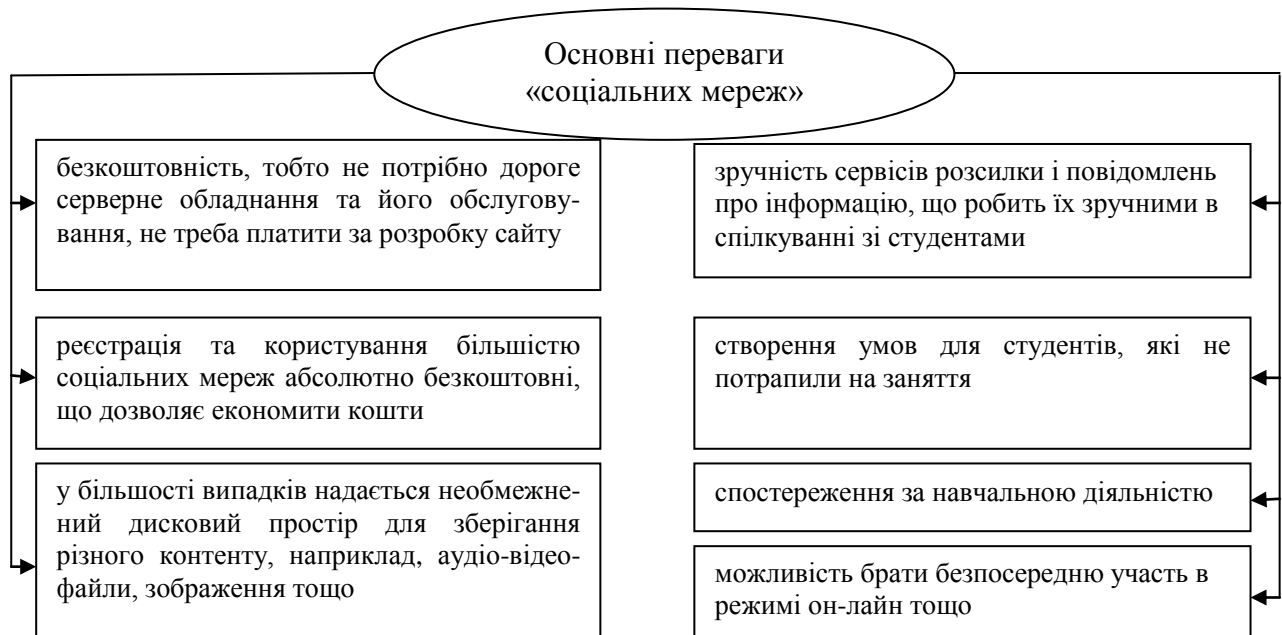 Основні переваги
«соціальних мереж»
безкоштовність, тобто не потрібно дороге
серверне обладнання та його обслугову-
вання, не треба платити за розробку сайту
реєстрація та користування більшістю
соціальних мереж абсолютно безкоштовні,
що дозволяє економити кошти
у більшості випадків надається необмежне-
ний дисковий простір для зберігання
різного контенту, наприклад, аудіо-відео-
файли, зображення тощо
зручність сервісів розсилки і повідомлень
про інформацію, що робить їх зручними в
спілкуванні зі студентами
створення умов для студентів, які не
потрапили на заняття
спостереження за навчальною діяльністю
можливість брати безпосередню участь в
режимі он-лайн тощо